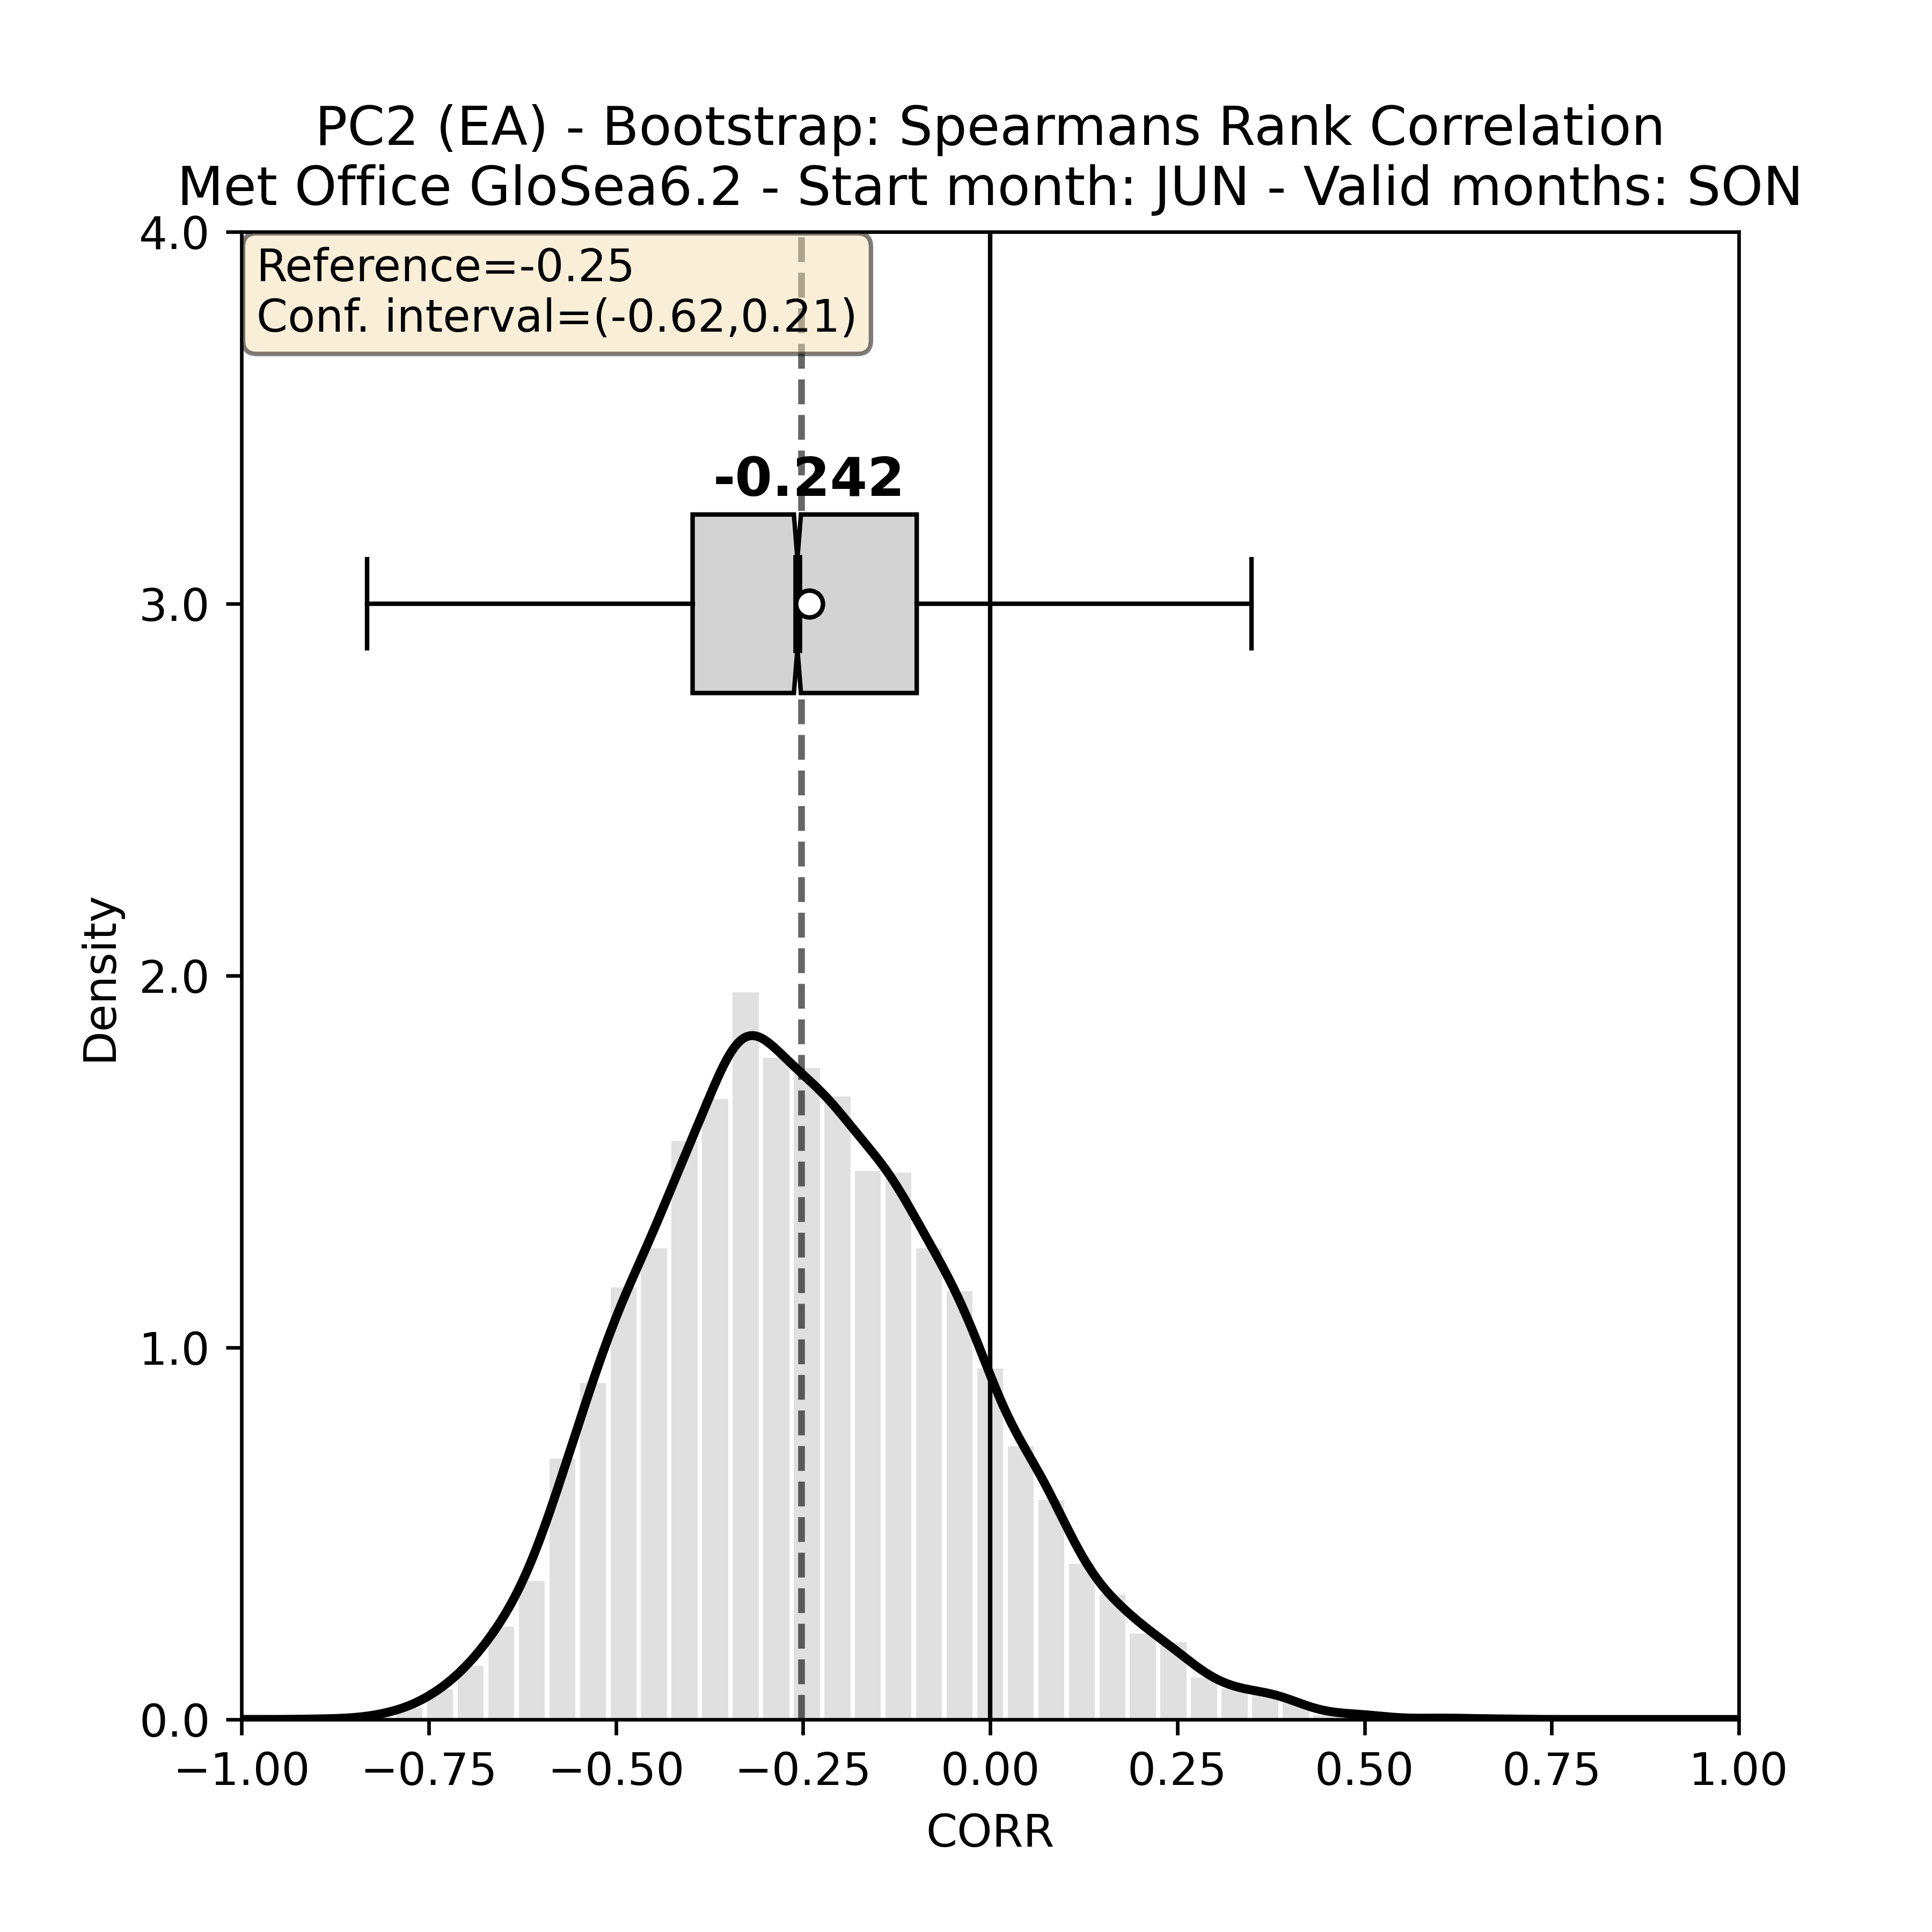 PC2 (EA) - Bootstrap: Spearmans Rank Correlation
Met Office GloSea6.2 - Start month: JUN - Valid months: SON
Reference=-0.25
Conf. interval=(-0.62,0.21)
-0.242
4.0
3.0
2.0
1.0
0.0
Density
−1.00 −0.75 −0.50 −0.25 0.00 0.25 0.50 0.75 1.00
CORR